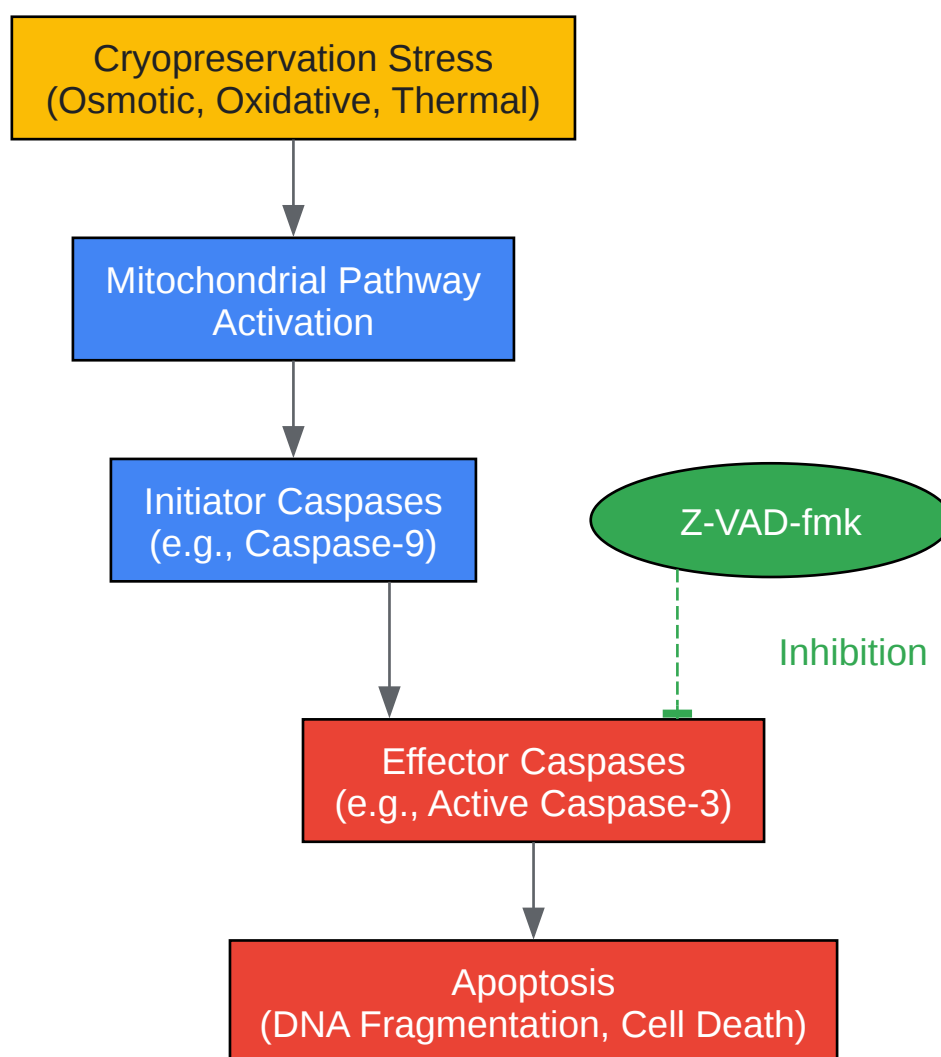 Cryopreservation Stress
(Osmotic, Oxidative, Thermal)
Mitochondrial Pathway
Activation
Initiator Caspases
(e.g., Caspase-9)
Z-VAD-fmk
Inhibition
Effector Caspases
(e.g., Active Caspase-3)
Apoptosis
(DNA Fragmentation, Cell Death)